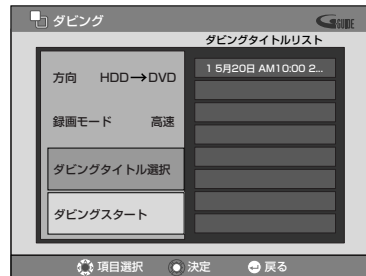 ダビング
GGUIDE
ダビングタイトルリスト
方向 HDD→DVD
録画モード 高速
ダビングタイトル選択
ダビングスタート
1 5月20日 AM10:00 2...
項目選択 決定 戻る